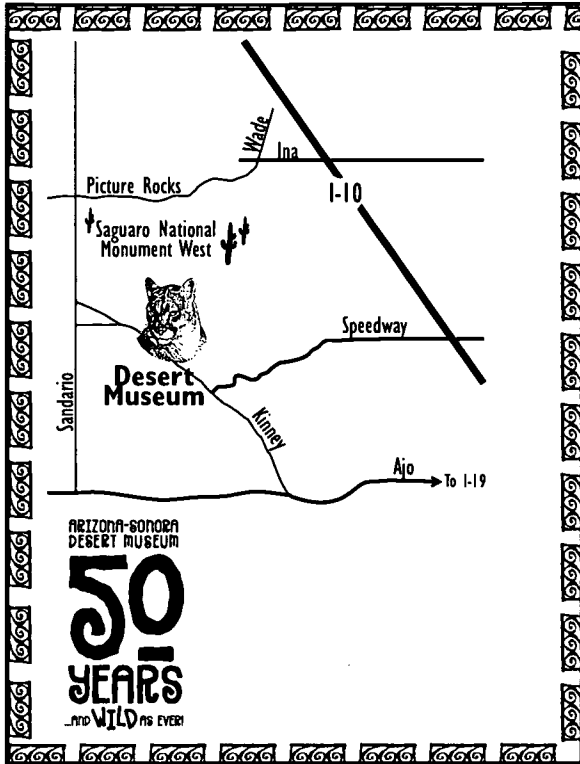 Wade
Ina
Picture Rocks
I-10
Saguaro National
Monument West
Speedway
Desert
Museum
Sandario
Kinney
Ajo
To I-19
ARIZONA-SONORA
DESERT MUSEUM
50
YEARS
...AND WILD AS EVER!